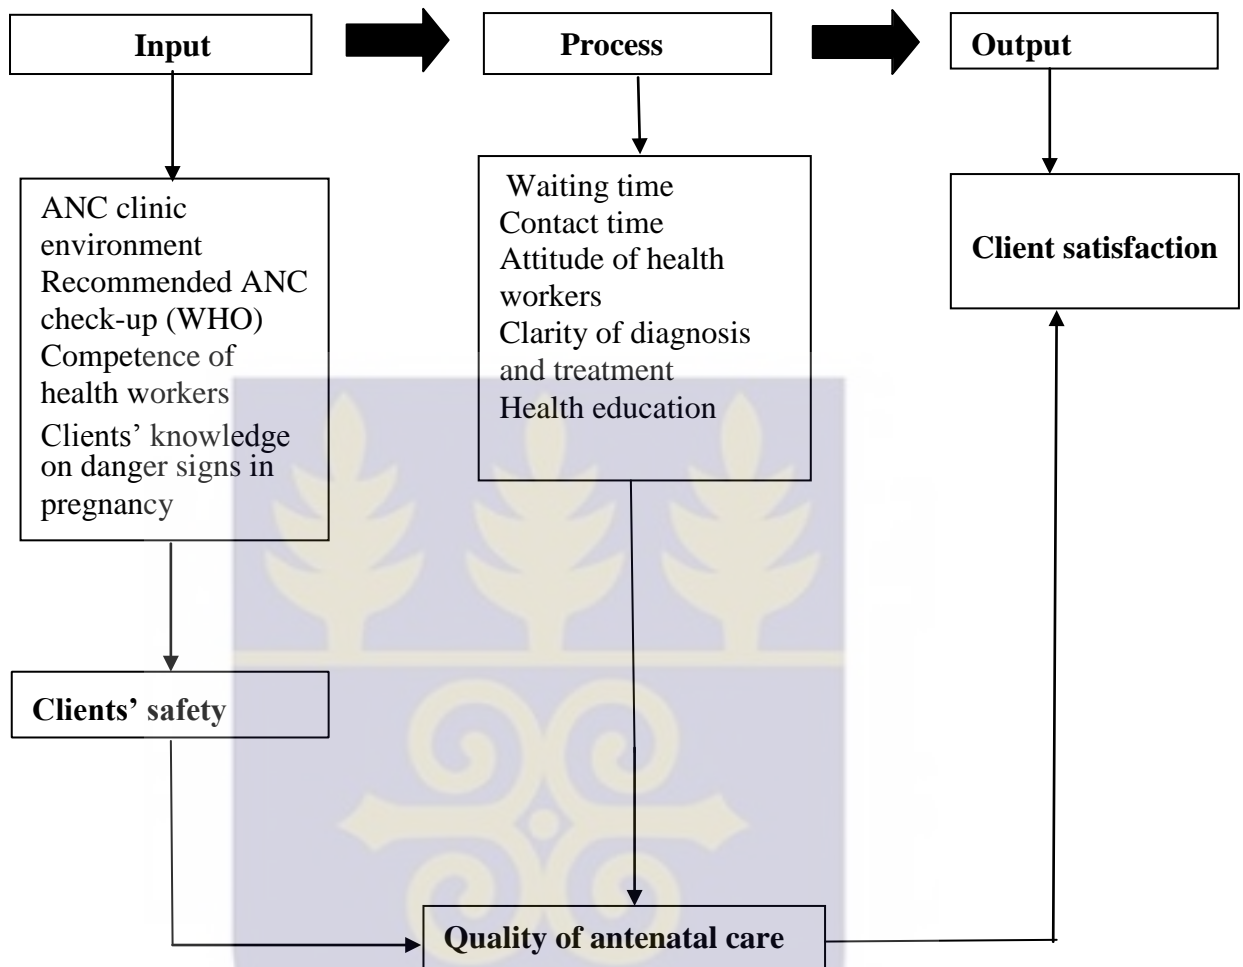 Input
Process
Output
ANC clinic
environment
Recommended ANC
check-up (WHO)
Competence of
health workers
Clients’ knowledge
on danger signs in
pregnancy
Waiting time
Contact time
Attitude of health
workers
Clarity of diagnosis
and treatment
Health education
Client satisfaction
Clients’ safety
Quality of antenatal care